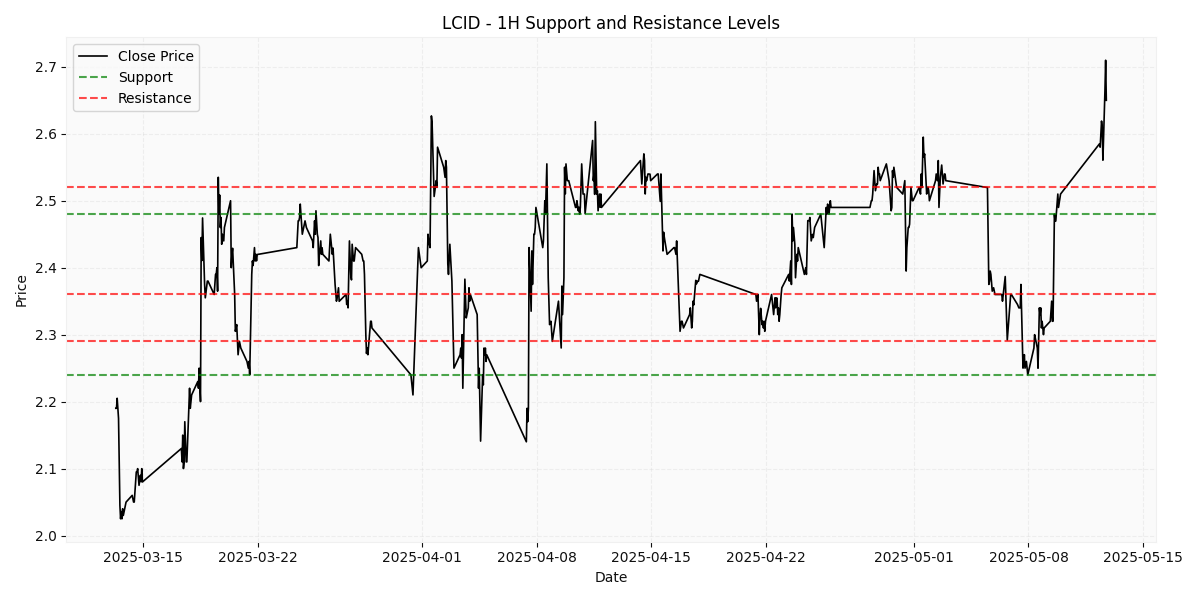 LCID - 1H Support and Resistance Levels
Close Price
Support
Resistance
Price
2.7
2.6
2.5
2.4
2.3
2.2
2.1
2.0
2025-03-15 2025-03-22 2025-04-01 2025-04-08 2025-04-15 2025-04-22 2025-05-01 2025-05-08 2025-05-15
Date